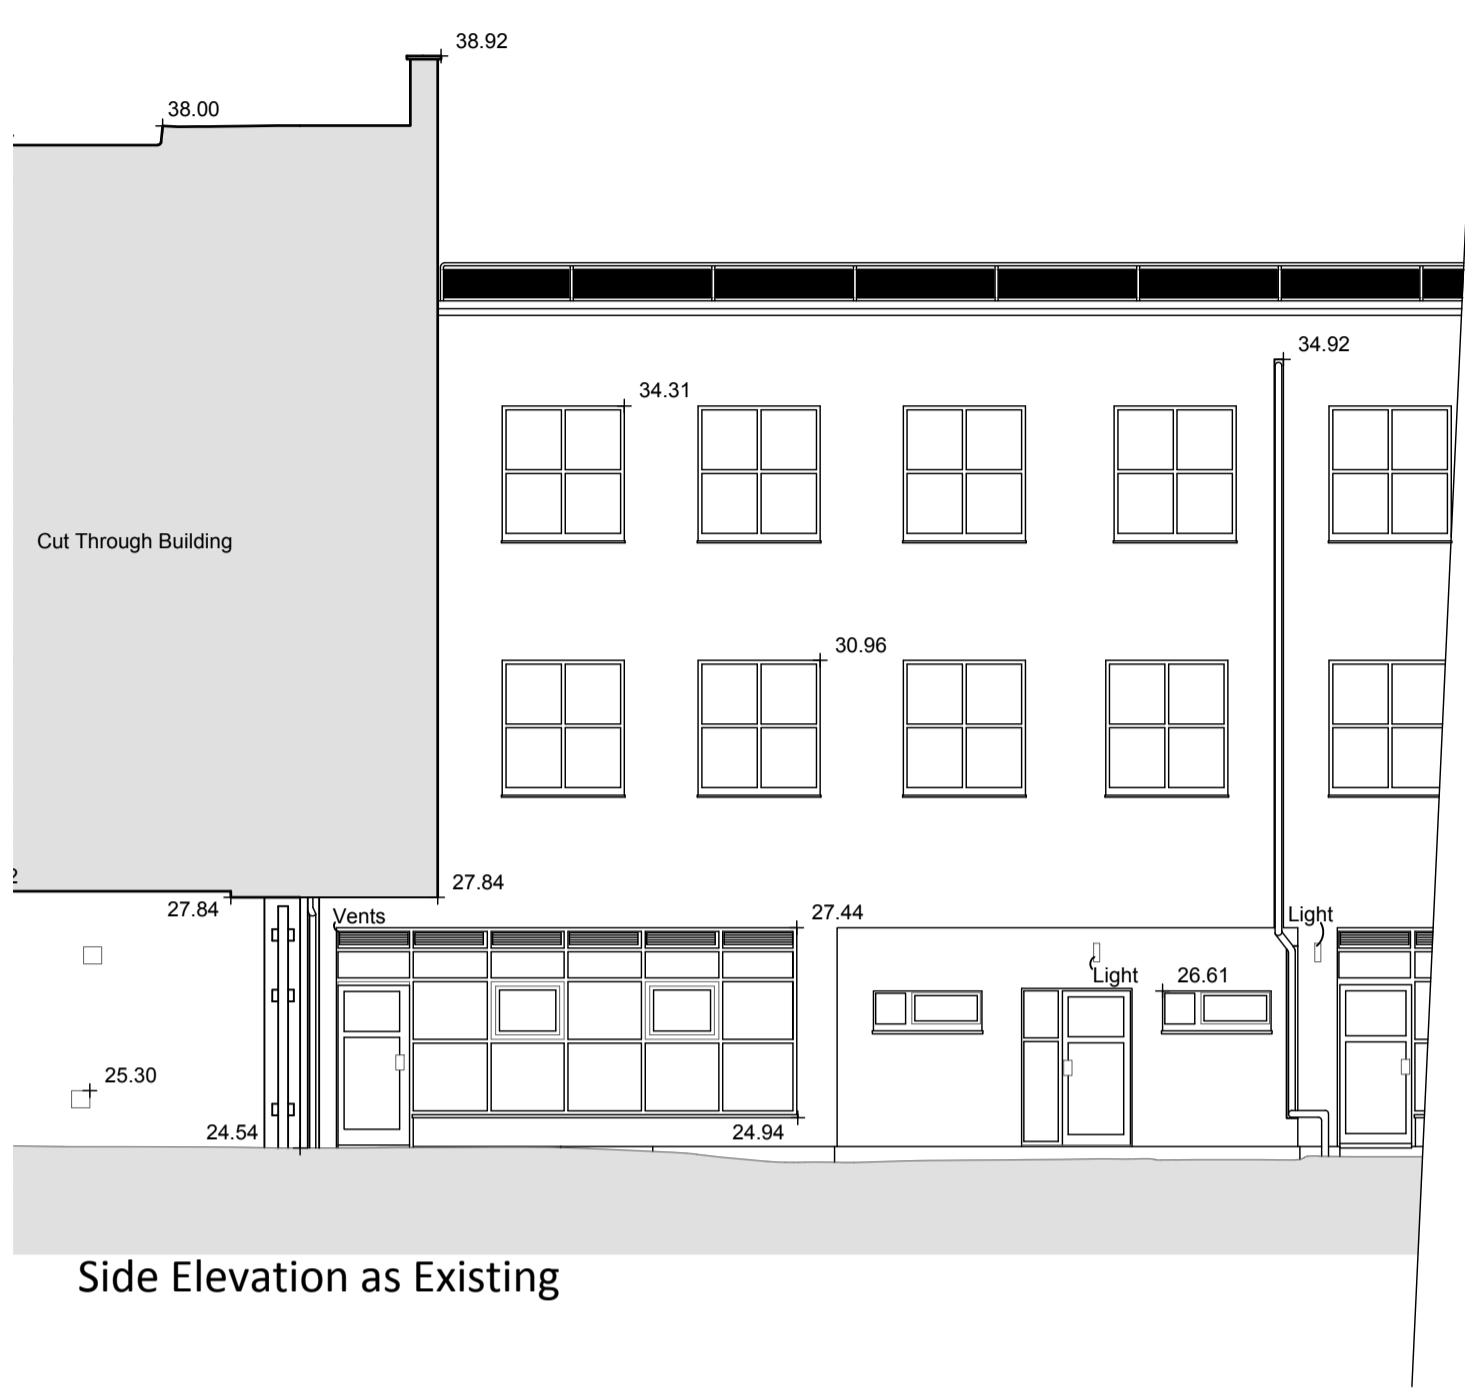 38.92
38.00
34.92
34.31
Cut Through Building
30.96
27.84
27.84
Vents
27.44
Light
Light
26.61
25.30
24.54
24.94
Side Elevation as Existing